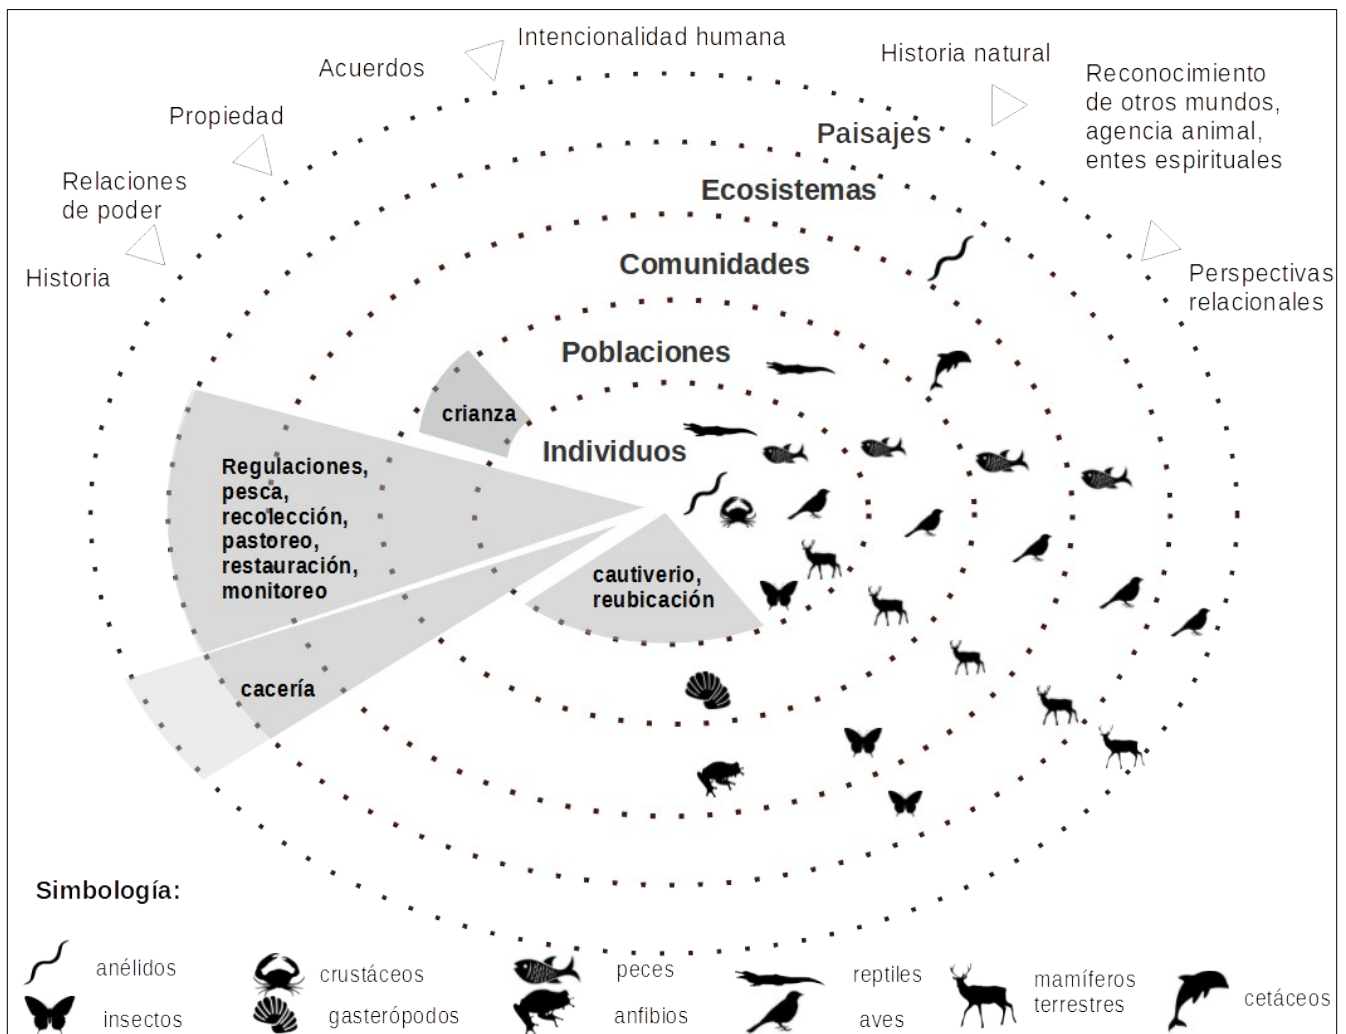 Intencionalidad humana
Acuerdos
Historia natural
Reconocimiento
de otros mundos,
agencia animal,
entes espirituales
Propiedad
Paisajes
Relaciones
de poder
Ecosistemas
Historia
Comunidades
Perspectivas
relacionales
Poblaciones
crianza
Individuos
Regulaciones,
pesca,
recolección,
pastoreo,
restauración,
monitoreo
cautiverio,
reubicación
cacería
Simbología:
anélidos
crustáceos
peces
reptiles
mamíferos
terrestres
cetáceos
insectos
gasterópodos
anfibios
aves